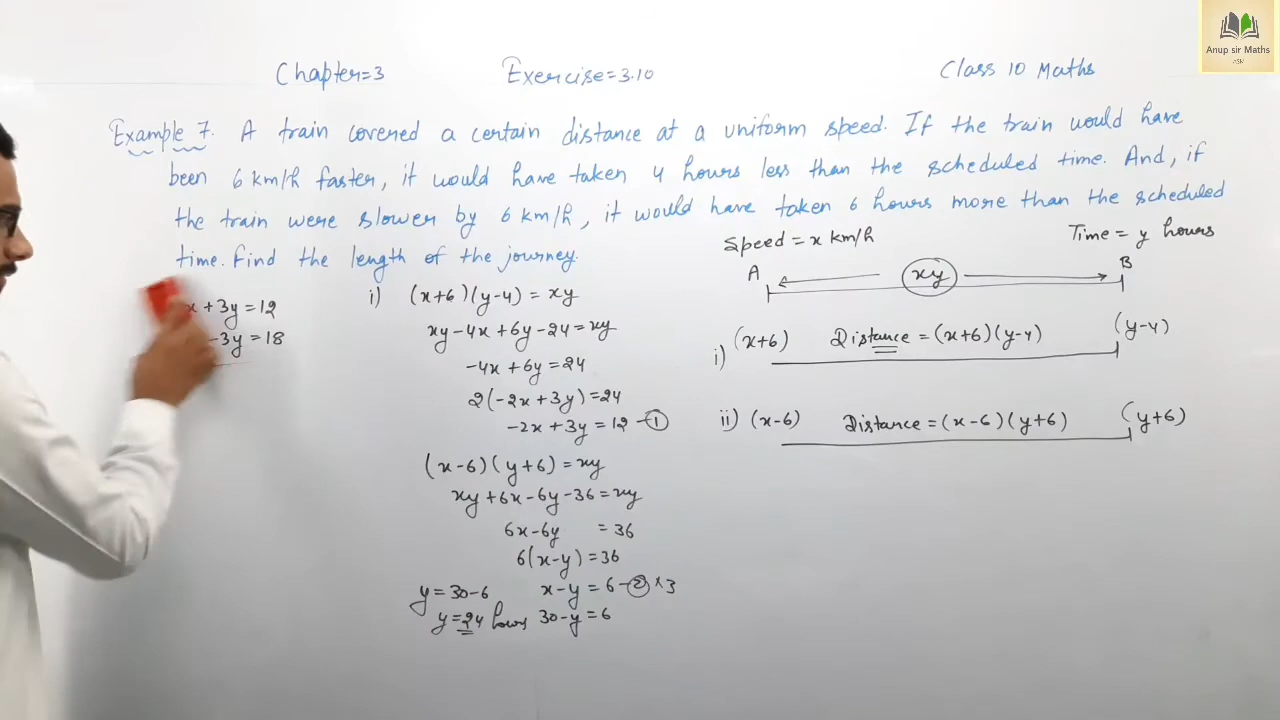 Anup sir Maths
Chapter=3 Exercise=3.10 Class 10 Maths
Example 7. A train covered a certain distance at a uniform speed. If the train would have
been 6 km/h faster, it would have taken 4 hours less than the scheduled time. And, if
the train were slower by 6 km/h, it would have taken 6 hours more than the scheduled
time. Find the length of the journey.
x + 3y = 12
-3y = 18
i) (x+6)(y-4) = xy
xy-4x+6y-24=xy
-4x+6y=24
2(-2x+3y)=24
-2x+3y=12 -①
(x-6)(y+6)=xy
xy+6x-6y-36=xy
6x-6y =36
6(x-y)=36
y=30-6 x-y=6-②×3
y=24 hours 30-y=6
Speed = x km/h Time = y hours
A xy B
i) (x+6) Distance = (x+6)(y-4) (y-4)
ii) (x-6) Distance = (x-6)(y+6) (y+6)